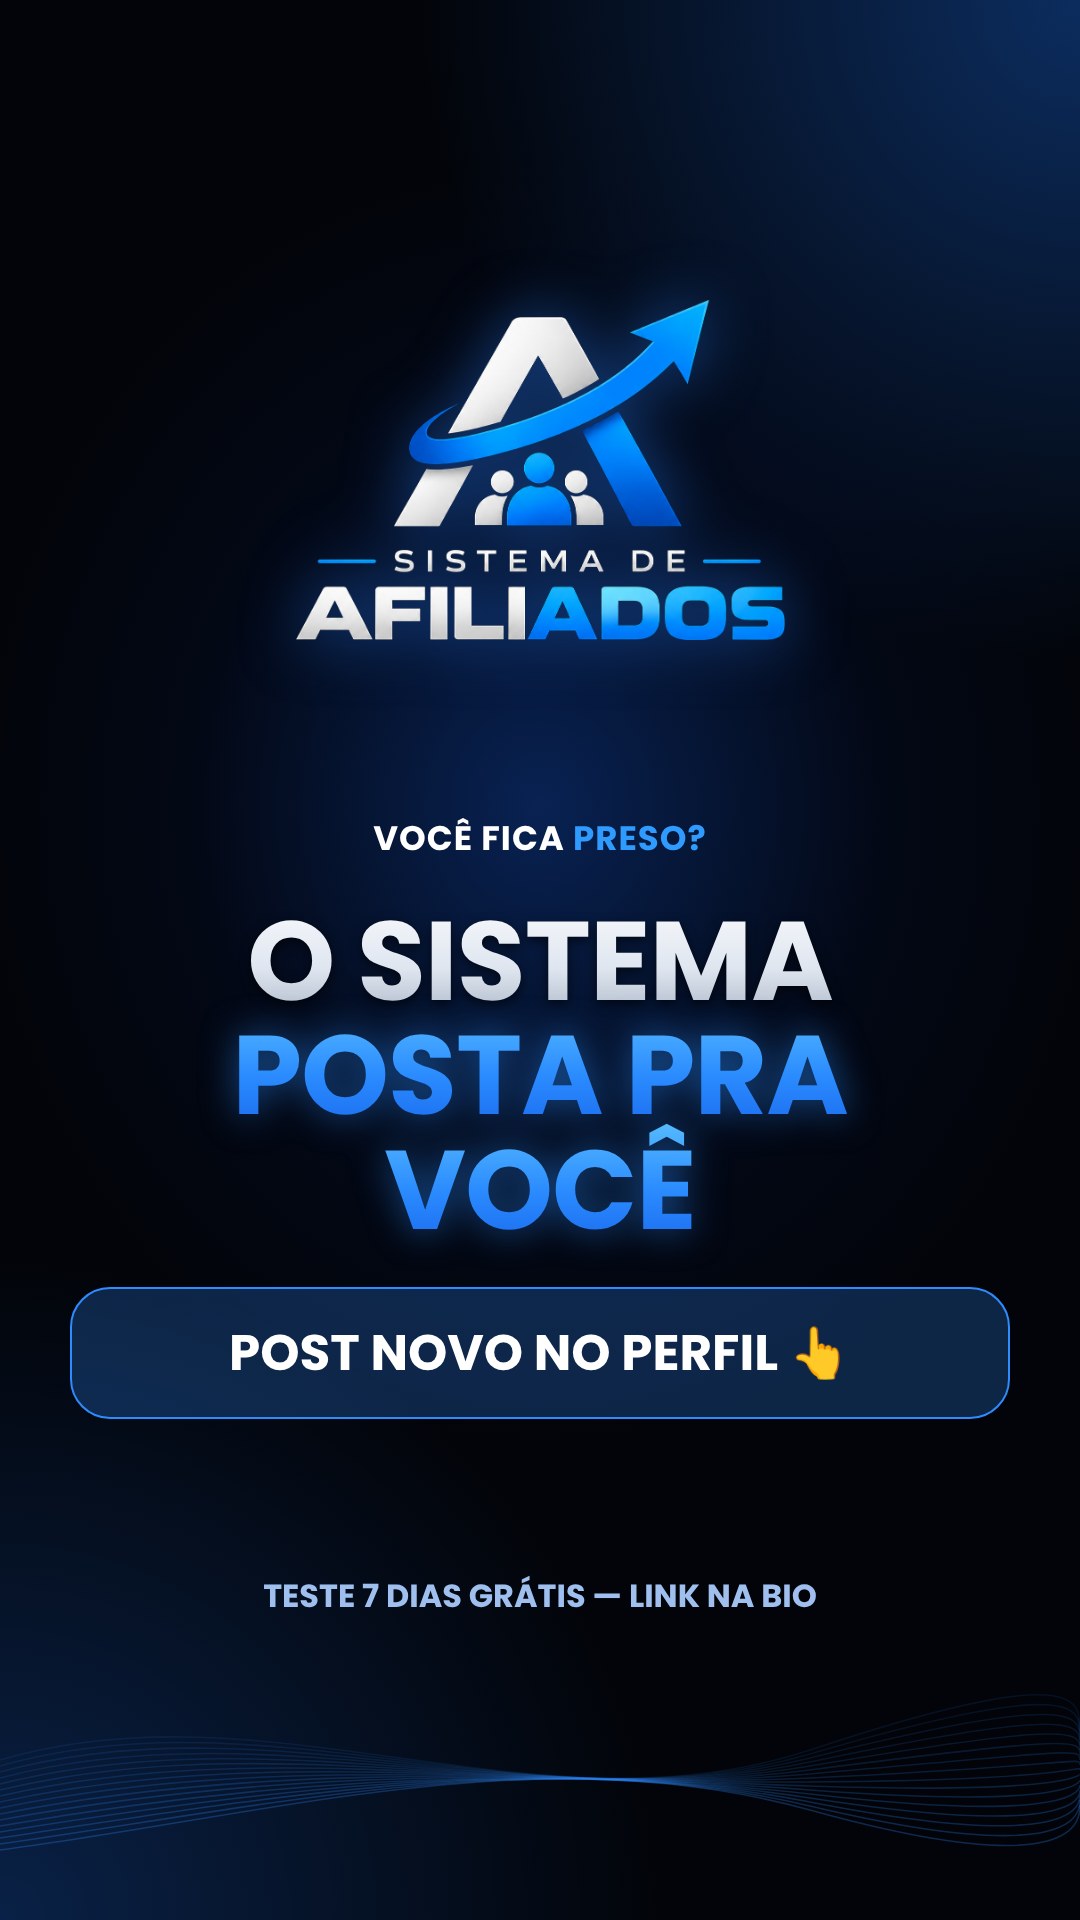 SISTEMA DE
AFILIADOS
VOCÊ FICA PRESO?
O SISTEMA
POSTA PRA
VOCÊ
POST NOVO NO PERFIL 👆
TESTE 7 DIAS GRÁTIS — LINK NA BIO